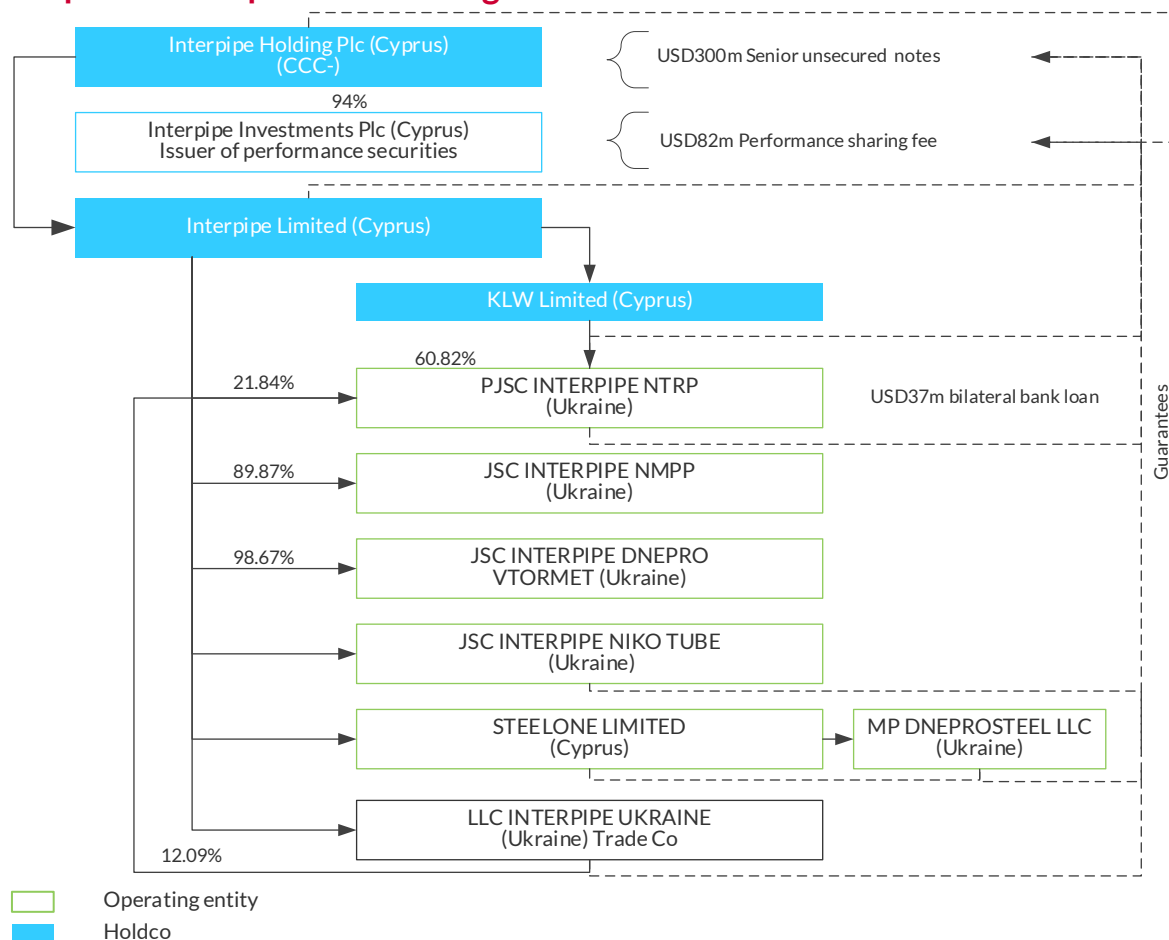 Interpipe Holding Plc (Cyprus)
(CCC-)
USD300m Senior unsecured notes
94%
Interpipe Investments Plc (Cyprus)
Issuer of performance securities
USD82m Performance sharing fee
Interpipe Limited (Cyprus)
KLW Limited (Cyprus)
60.82%
21.84%
PJSC INTERPIPE NTRP
(Ukraine)
USD37m bilateral bank loan
Guarantees
89.87%
JSC INTERPIPE NMPP
(Ukraine)
98.67%
JSC INTERPIPE DNEPRO
VTORMET (Ukraine)
JSC INTERPIPE NIKO TUBE
(Ukraine)
STEELONE LIMITED
(Cyprus)
MP DNEPROSTEEL LLC
(Ukraine)
LLC INTERPIPE UKRAINE
(Ukraine) Trade Co
12.09%
Operating entity
Holdco